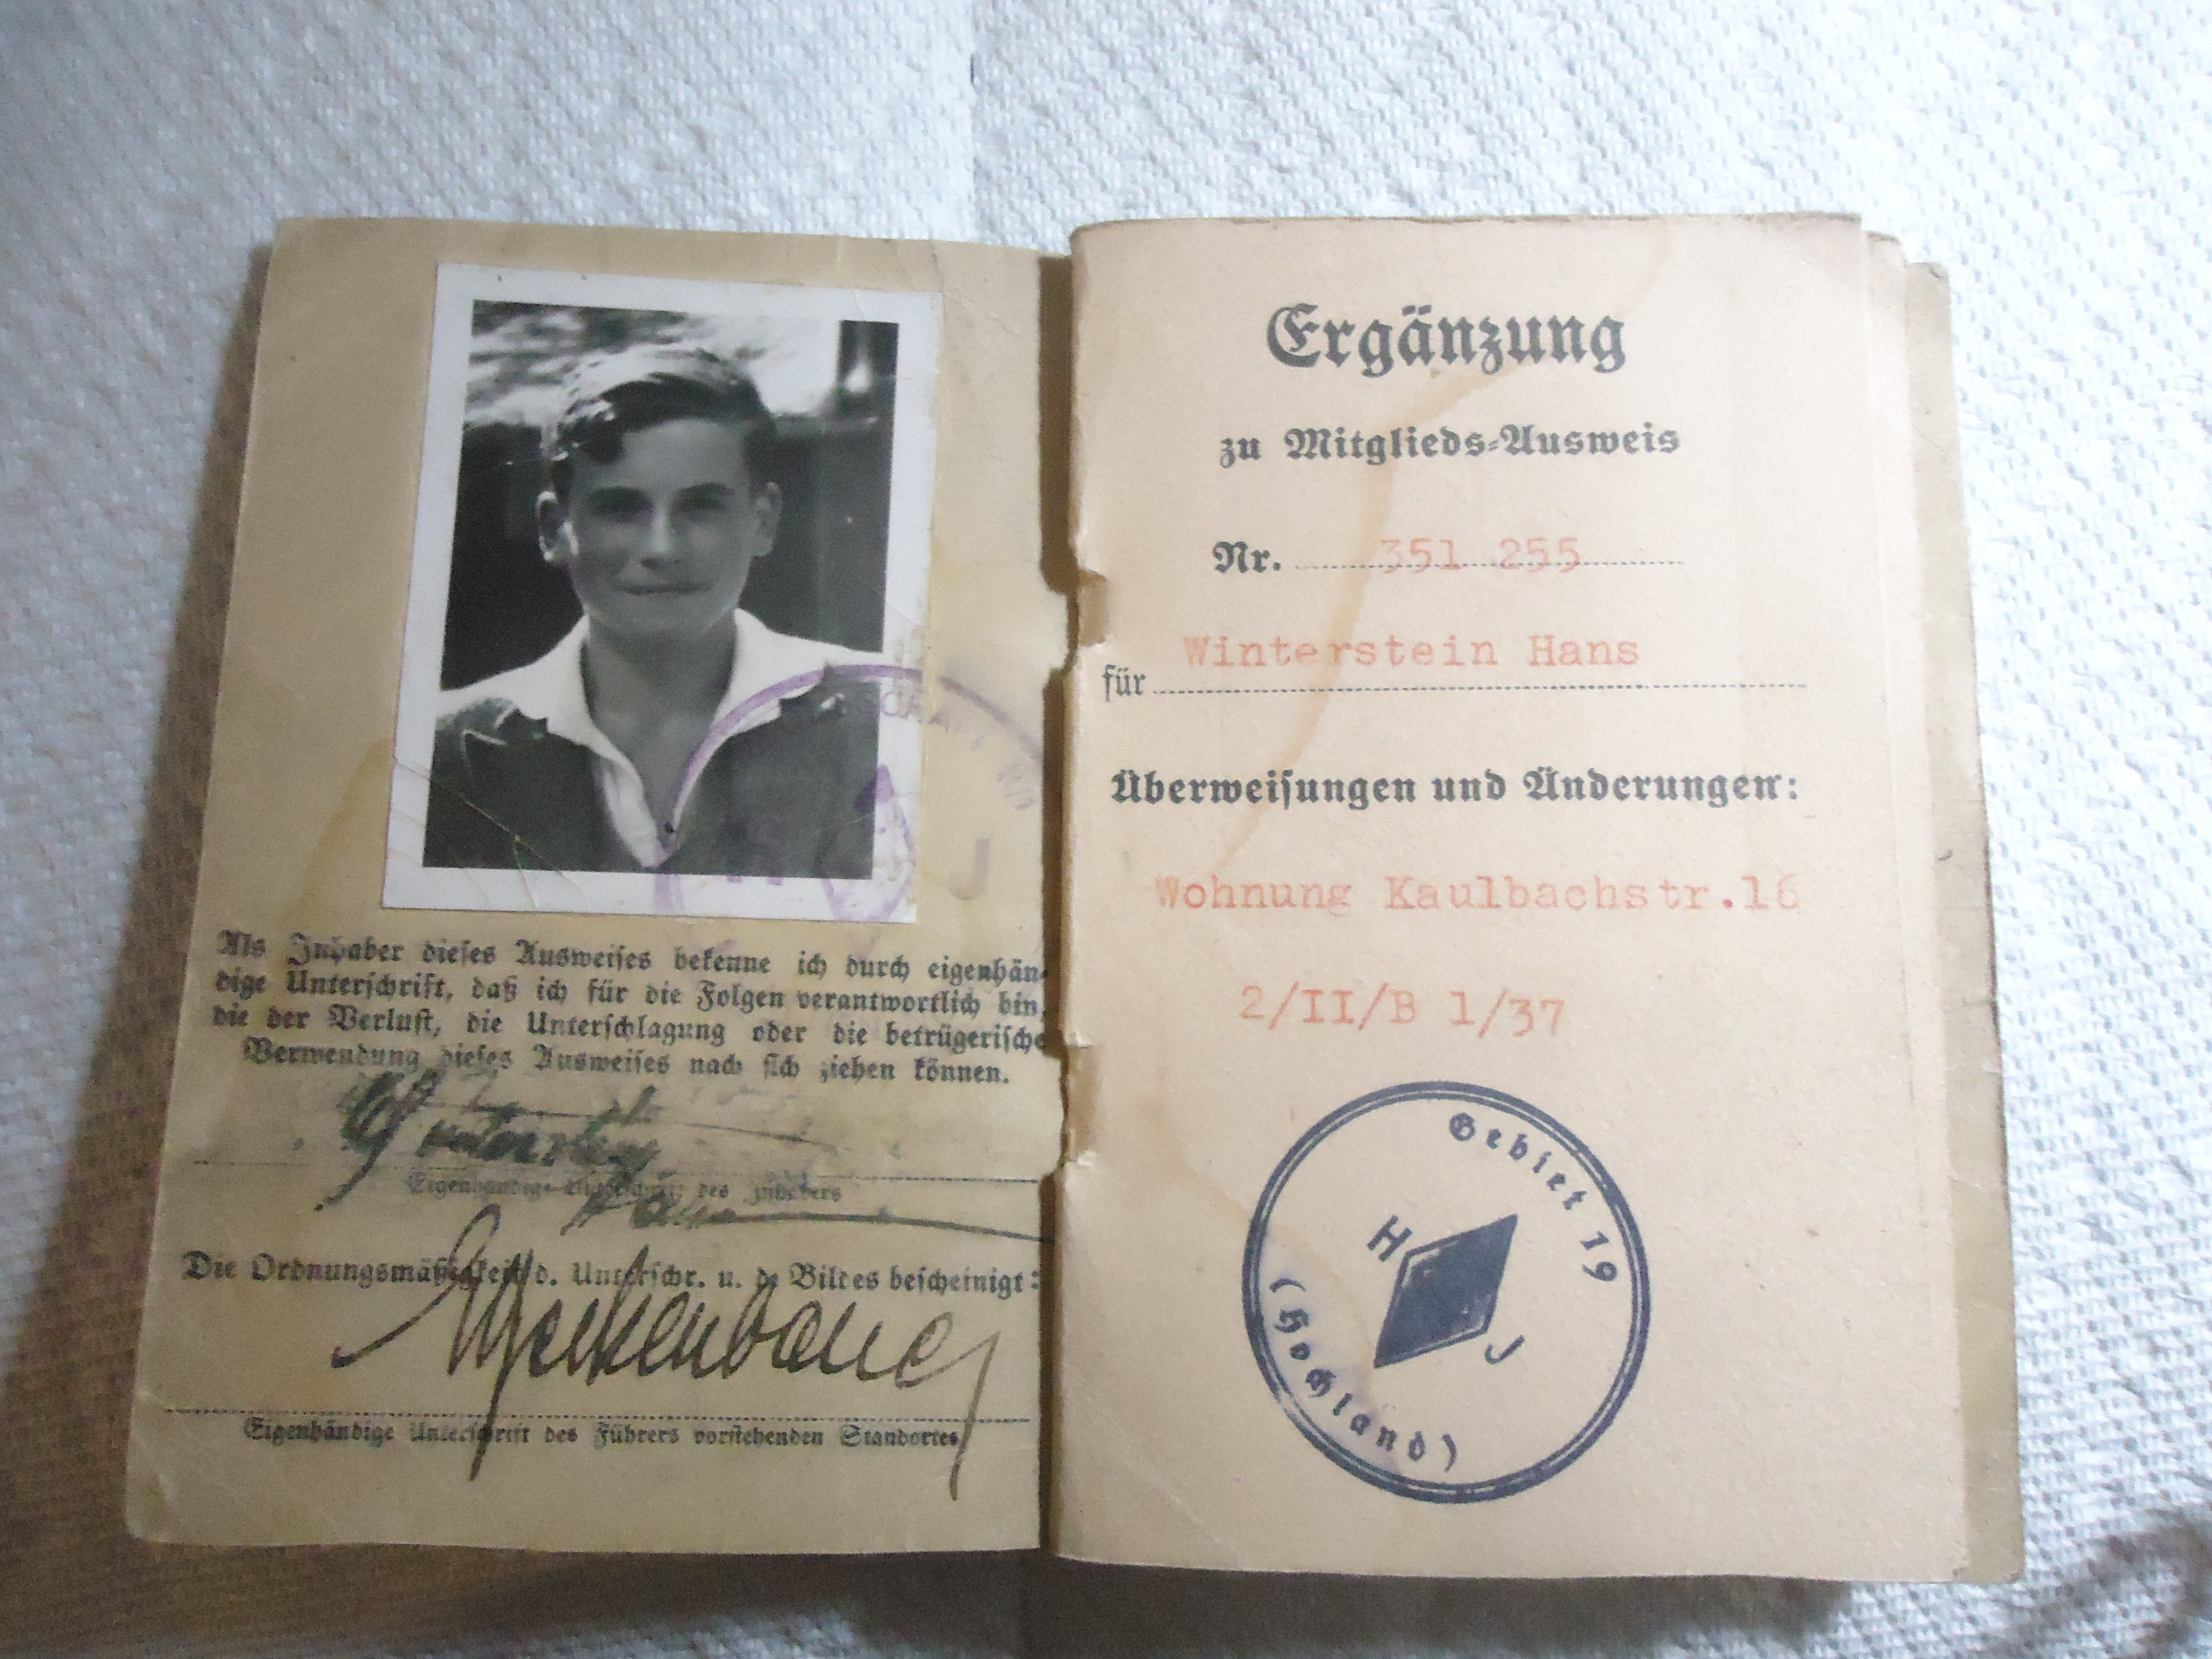 Als Inhaber dieses Ausweises bekenne ich durch eigenhän-
dige Unterschrift, daß ich für die Folgen verantwortlich bin,
die der Verlust, die Unterschlagung oder die betrügerische
Verwendung dieses Ausweises nach sich ziehen können.
Eigenhändige Unterschrift des Inhabers
Die Ordnungsmäßigkeit d. Unterschr. u. d. Bildes bescheinigt:
Eigenhändige Unterschrift des Führers vorstehenden Standortes
H J
Ergänzung
zu Mitglieds-Ausweis
Nr. 351 255
Winterstein Hans
für
Überweisungen und Änderungen:
Wohnung Kaulbachstr.16
2/II/B 1/37
Gebiet 19
H J
(Hochland)